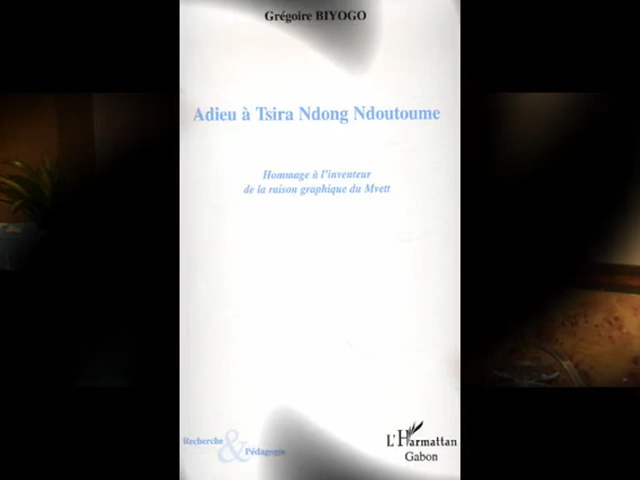 Grégoire BIYOGO
Adieu à Tsira Ndong Ndoutoume
Hommage à l'inventeur
de la raison graphique du Mvett
Recherche
&
Pédagogie
L'Harmattan
Gabon